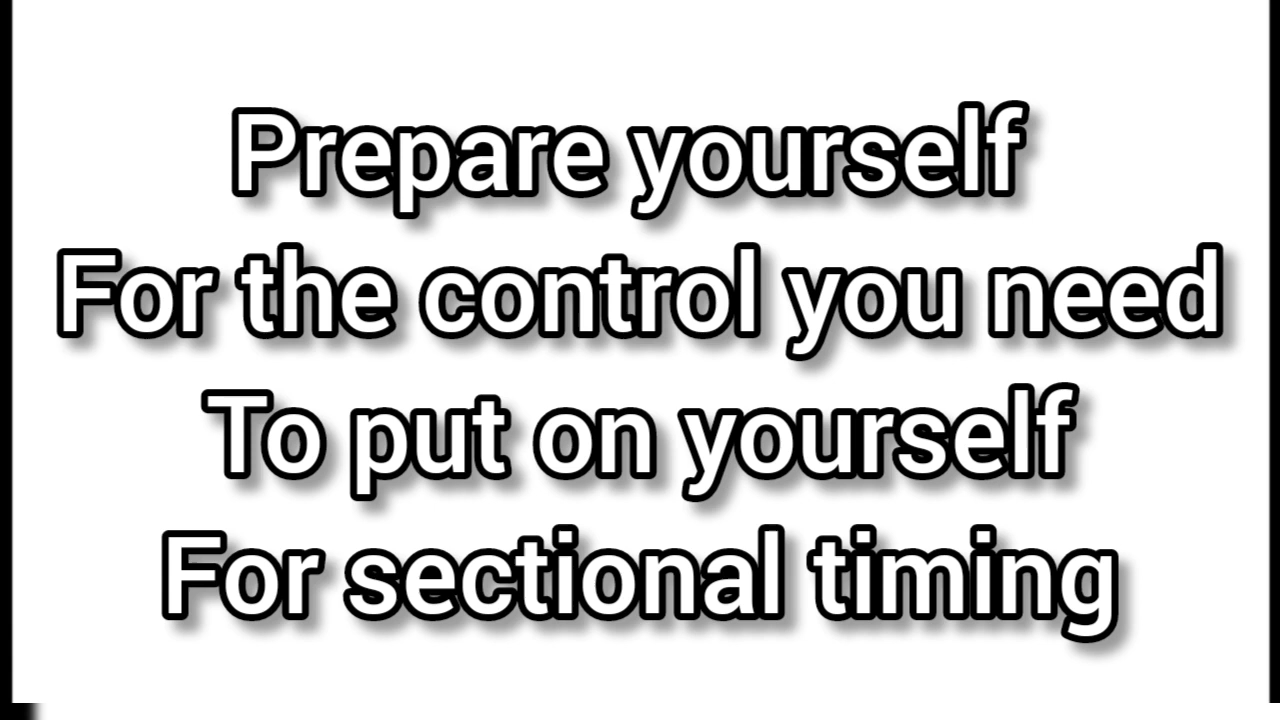 Prepare yourself
For the control you need
To put on yourself
For sectional timing